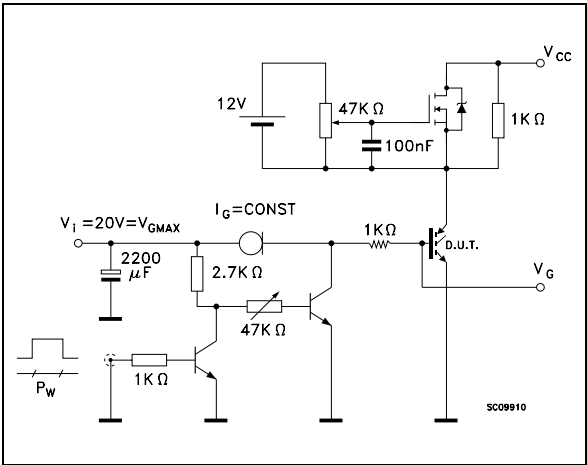 VCC
12V
47KΩ
1KΩ
100nF
IG=CONST
Vi=20V=VGMAX
1KΩ
D.U.T.
2200
μF
2.7KΩ
VG
47KΩ
1KΩ
PW
SC09910